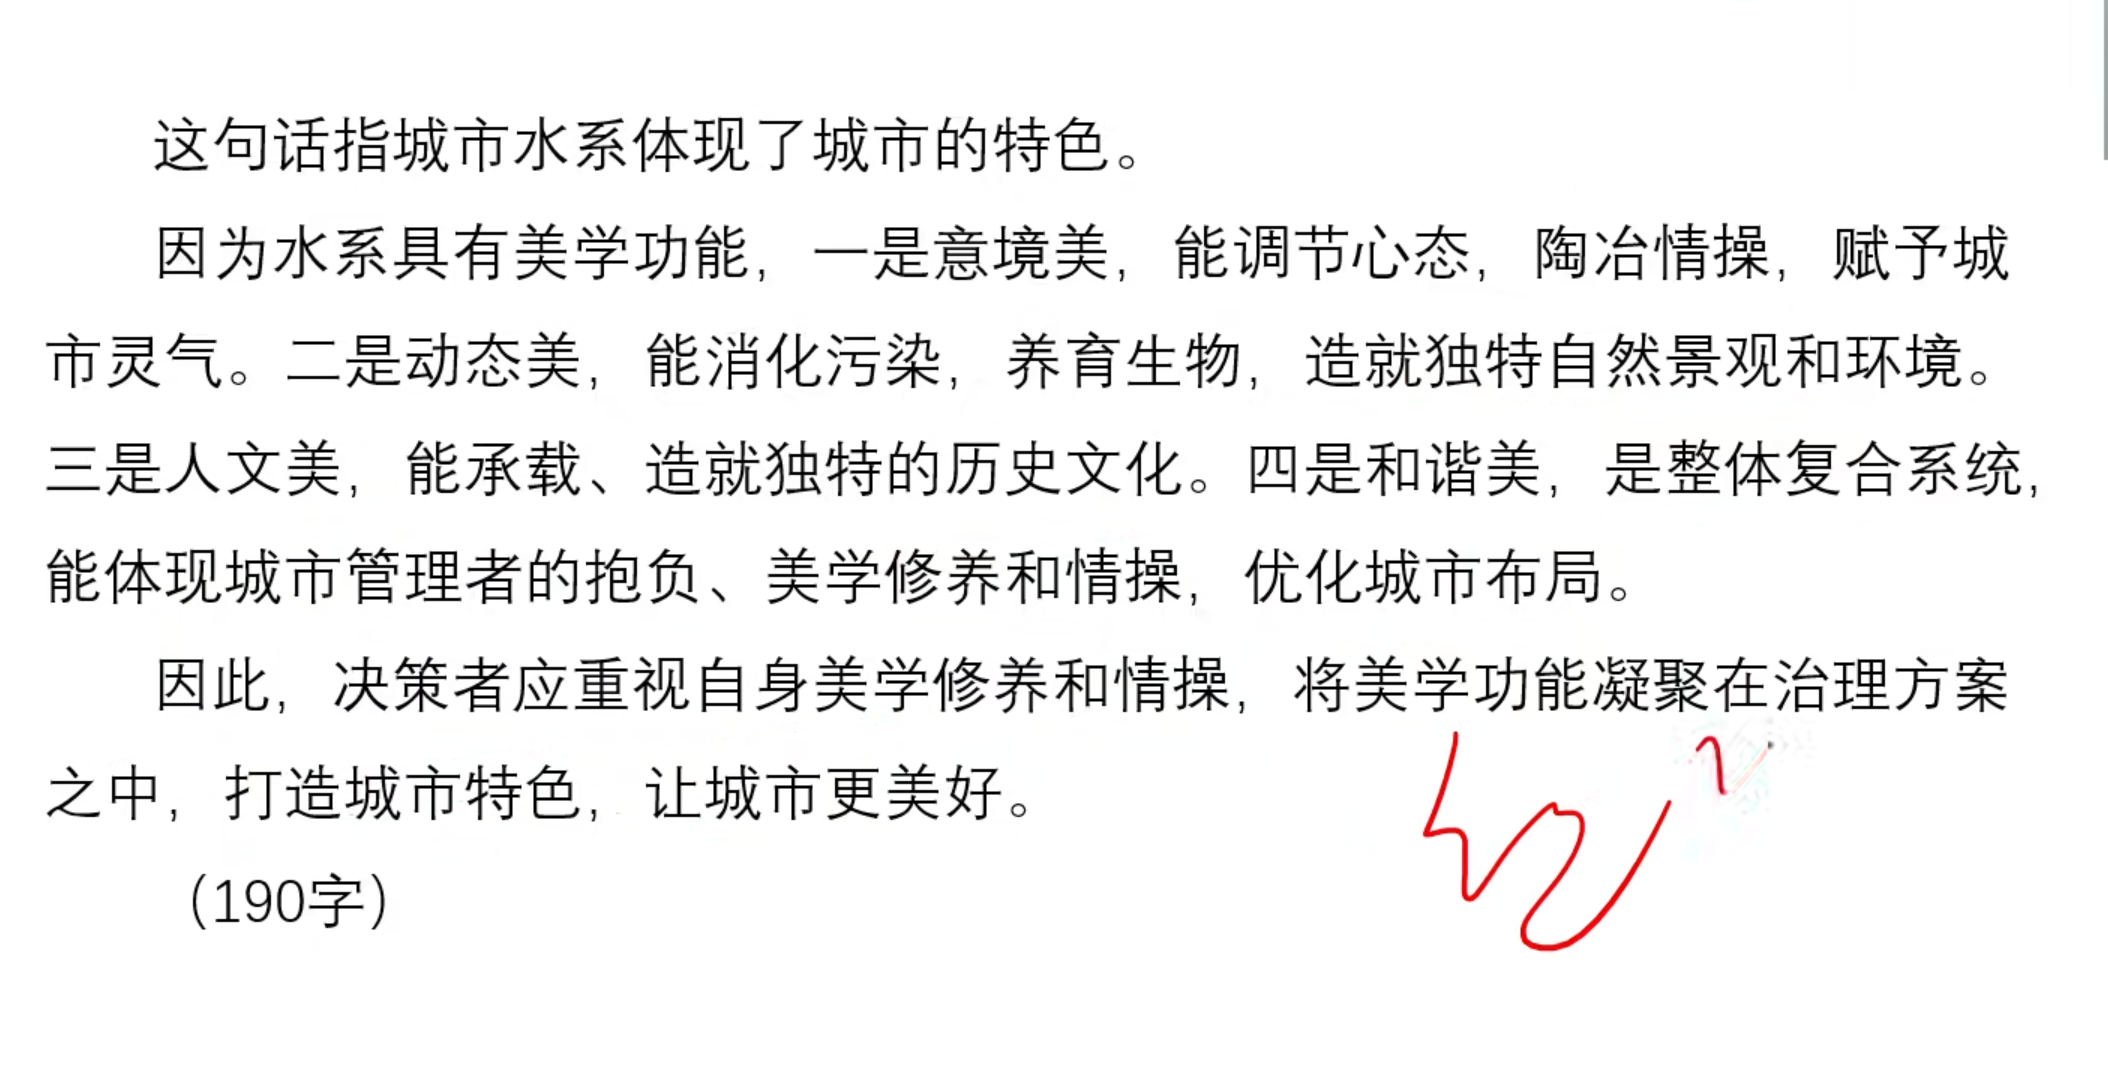 这句话指城市水系体现了城市的特色。
因为水系具有美学功能，一是意境美，能调节心态，陶冶情操，赋予城
市灵气。二是动态美，能消化污染，养育生物，造就独特自然景观和环境。
三是人文美，能承载、造就独特的历史文化。四是和谐美，是整体复合系统，
能体现城市管理者的抱负、美学修养和情操，优化城市布局。
因此，决策者应重视自身美学修养和情操，将美学功能凝聚在治理方案
之中，打造城市特色，让城市更美好。
（190字）